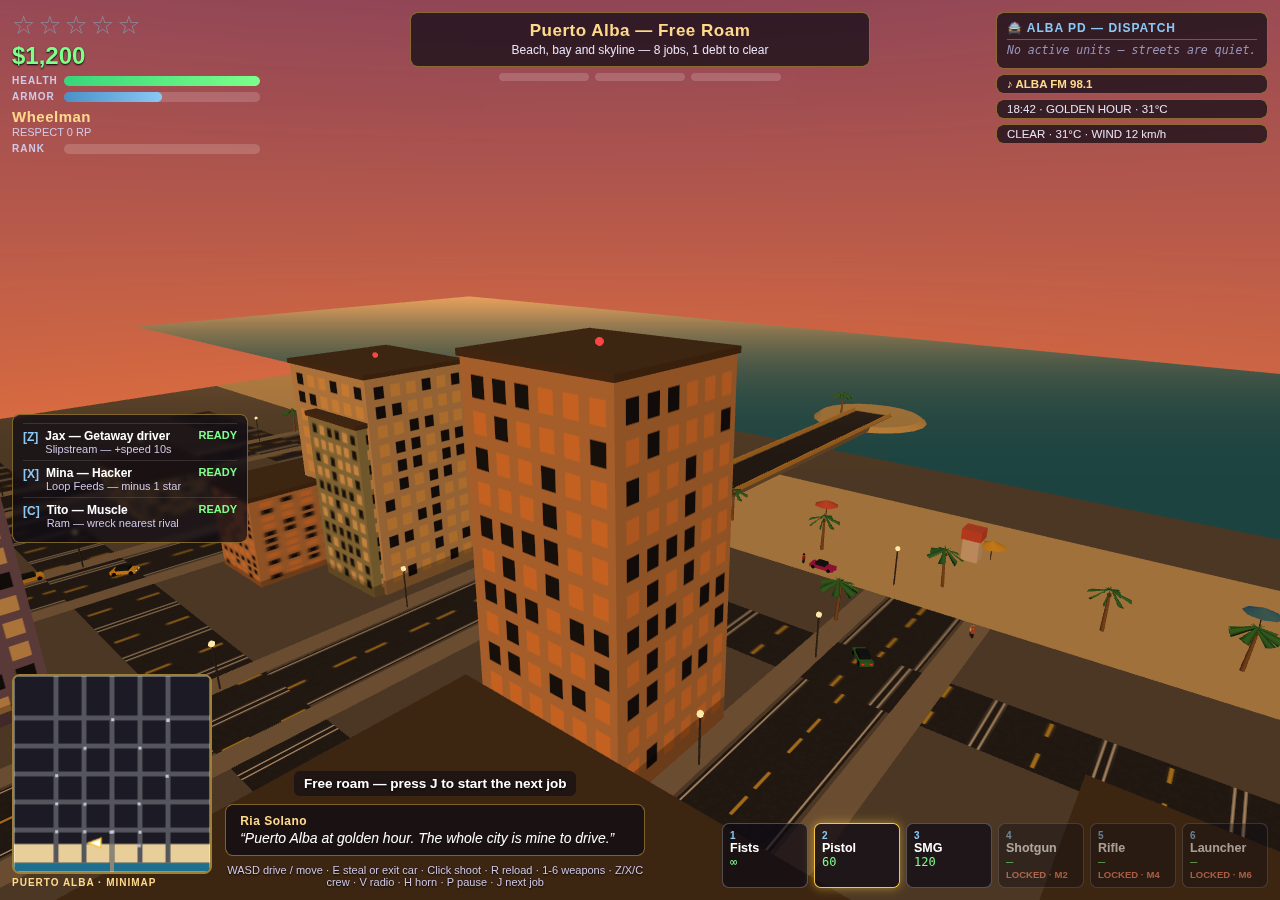 ☆☆☆☆☆
$1,200
HEALTH
ARMOR
Wheelman
RESPECT 0 RP
RANK
Puerto Alba — Free Roam
Beach, bay and skyline — 8 jobs, 1 debt to clear
🚔 ALBA PD — DISPATCH
No active units — streets are quiet.
♪ ALBA FM 98.1
18:42 · GOLDEN HOUR · 31°C
CLEAR · 31°C · WIND 12 km/h
[Z] Jax — Getaway driver READY
Slipstream — +speed 10s
[X] Mina — Hacker READY
Loop Feeds — minus 1 star
[C] Tito — Muscle READY
Ram — wreck nearest rival
PUERTO ALBA · MINIMAP
Free roam — press J to start the next job
Ria Solano
“Puerto Alba at golden hour. The whole city is mine to drive.”
WASD drive / move · E steal or exit car · Click shoot · R reload · 1-6 weapons · Z/X/C
crew · V radio · H horn · P pause · J next job
1
Fists
∞
2
Pistol
60
3
SMG
120
4
Shotgun
—
LOCKED · M2
5
Rifle
—
LOCKED · M4
6
Launcher
—
LOCKED · M6